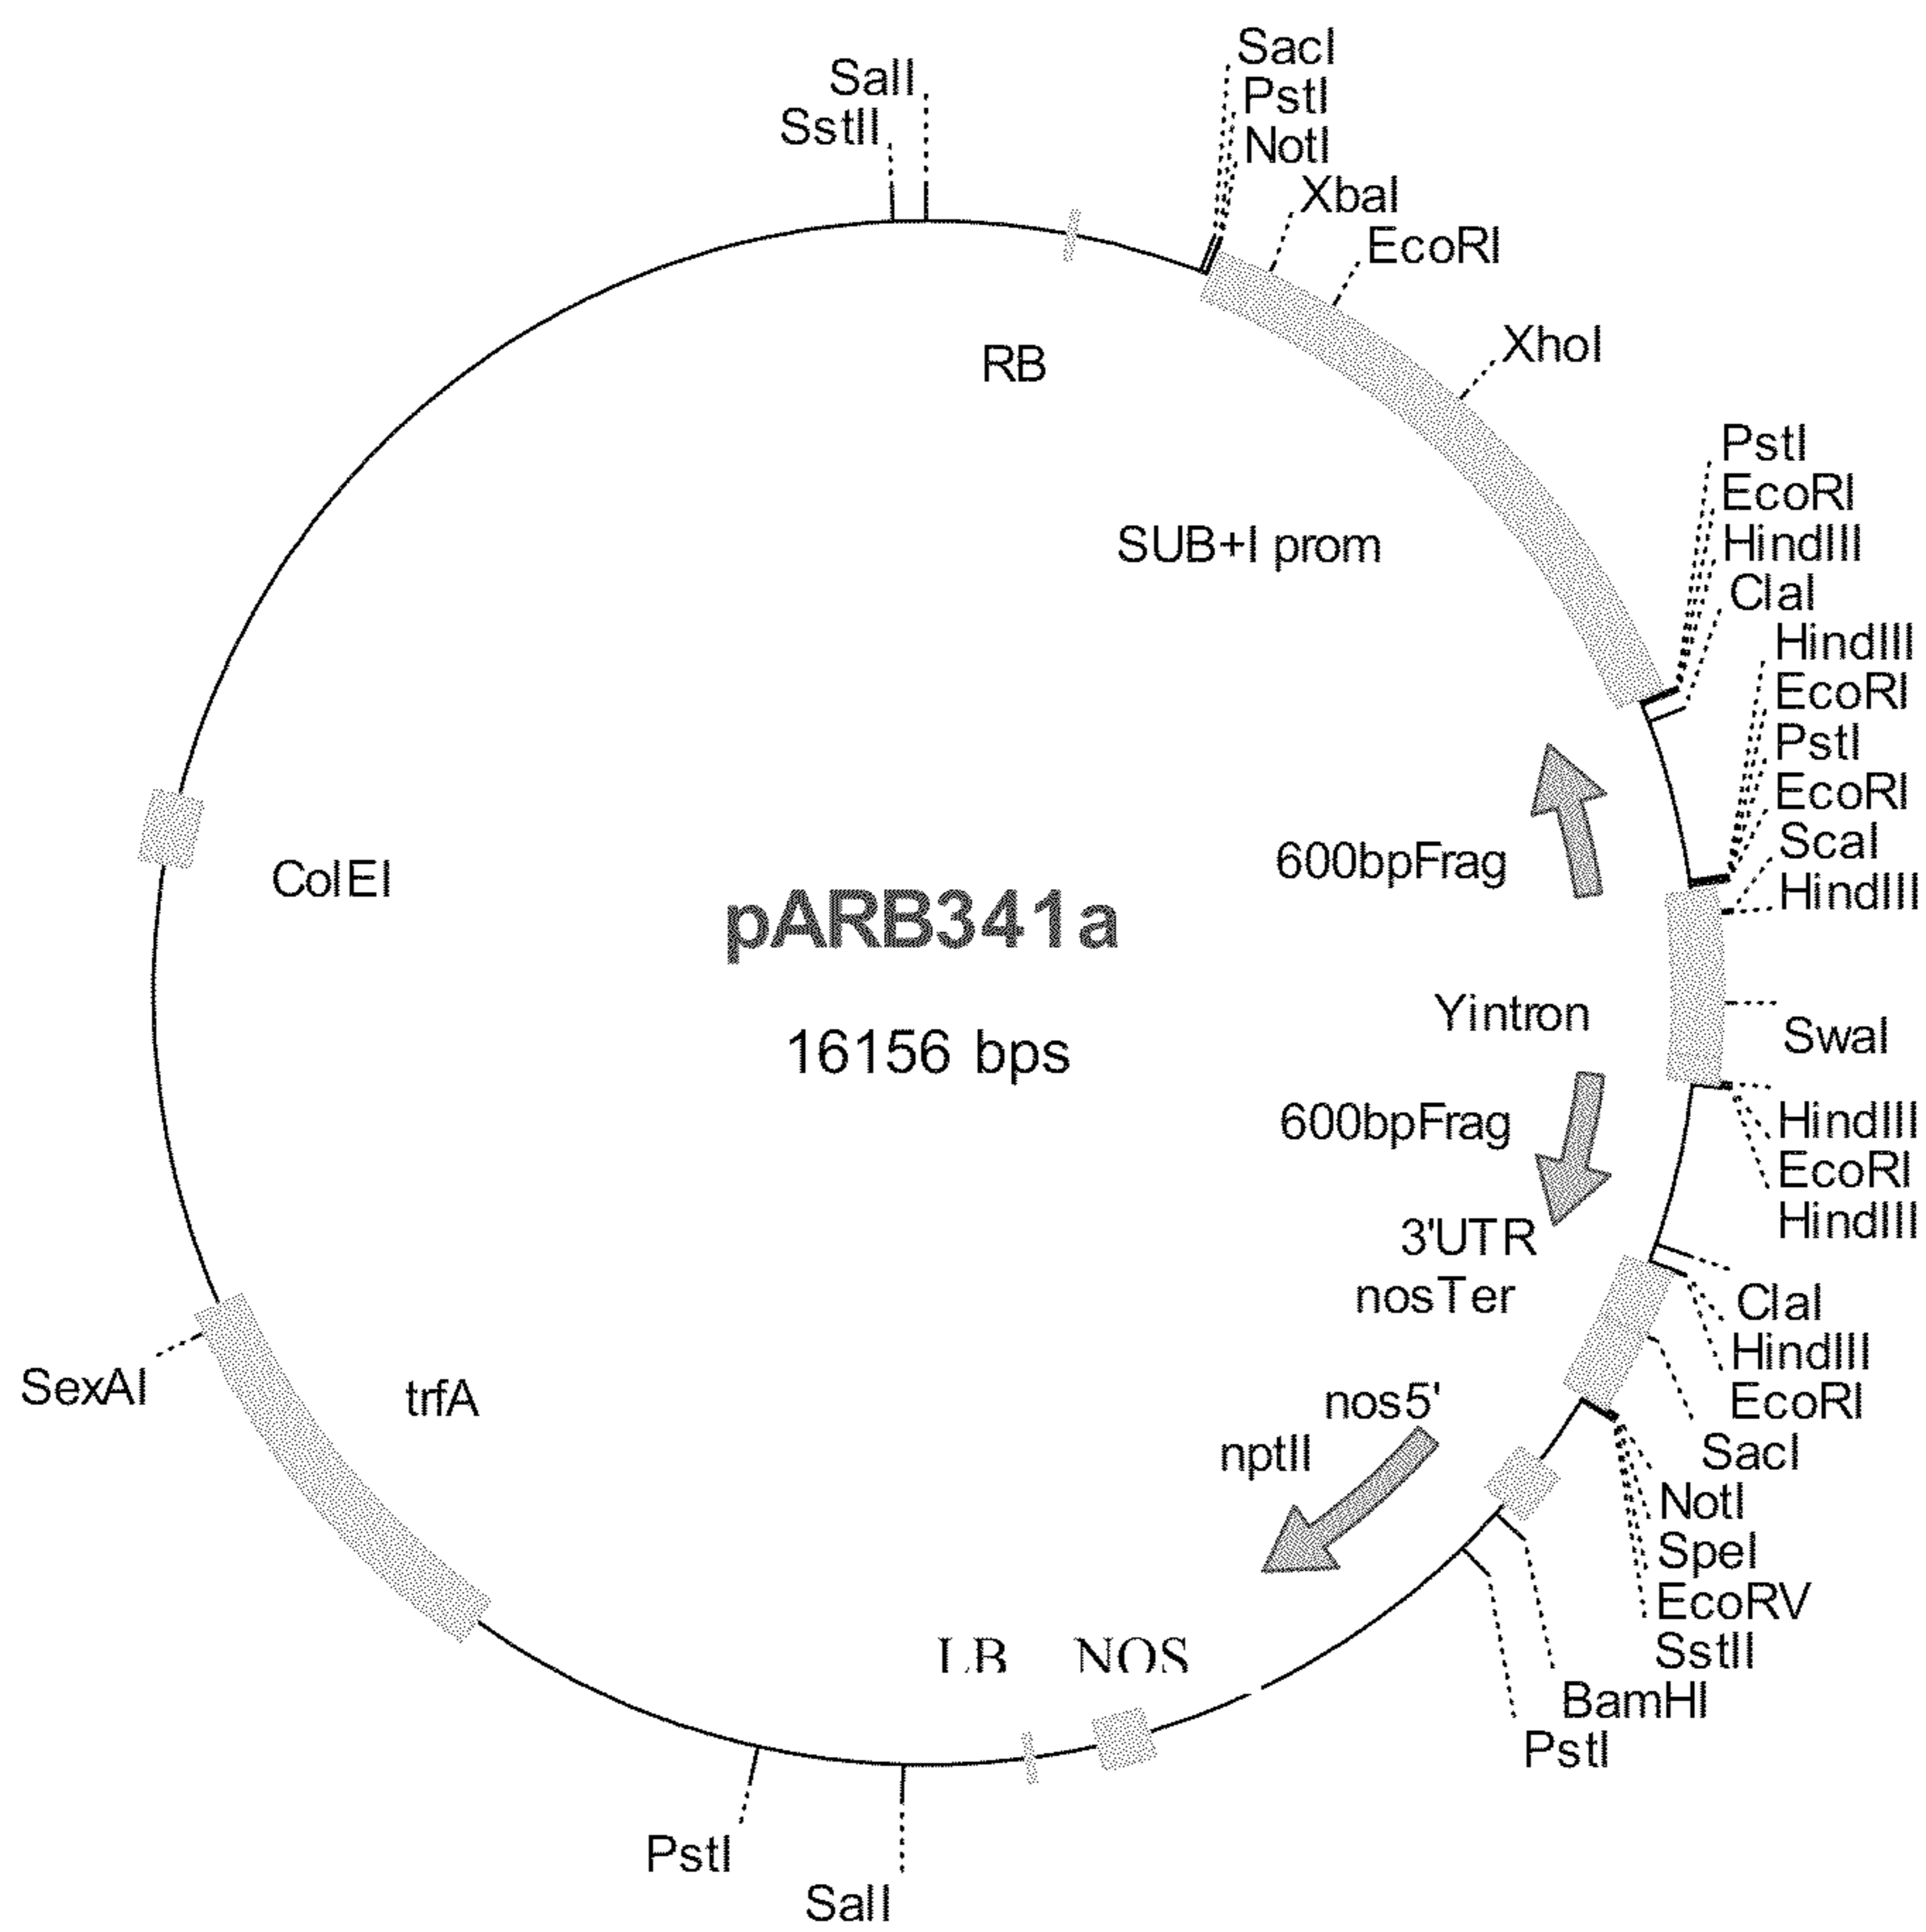 SacI
PstI
NotI
XbaI
EcoRI
XhoI
SalI
SstII
RB
SUB+I prom
PstI
EcoRI
HindIII
ClaI
HindIII
EcoRI
PstI
EcoRI
ScaI
HindIII
600bpFrag
ColEI
pARB341a
16156 bps
Yintron
SwaI
600bpFrag
HindIII
EcoRI
HindIII
3'UTR
nosTer
ClaI
HindIII
EcoRI
SacI
NotI
SpeI
EcoRV
SstII
BamHI
PstI
nos5'
nptII
SexAI
trfA
LB
NOS
PstI
SalI